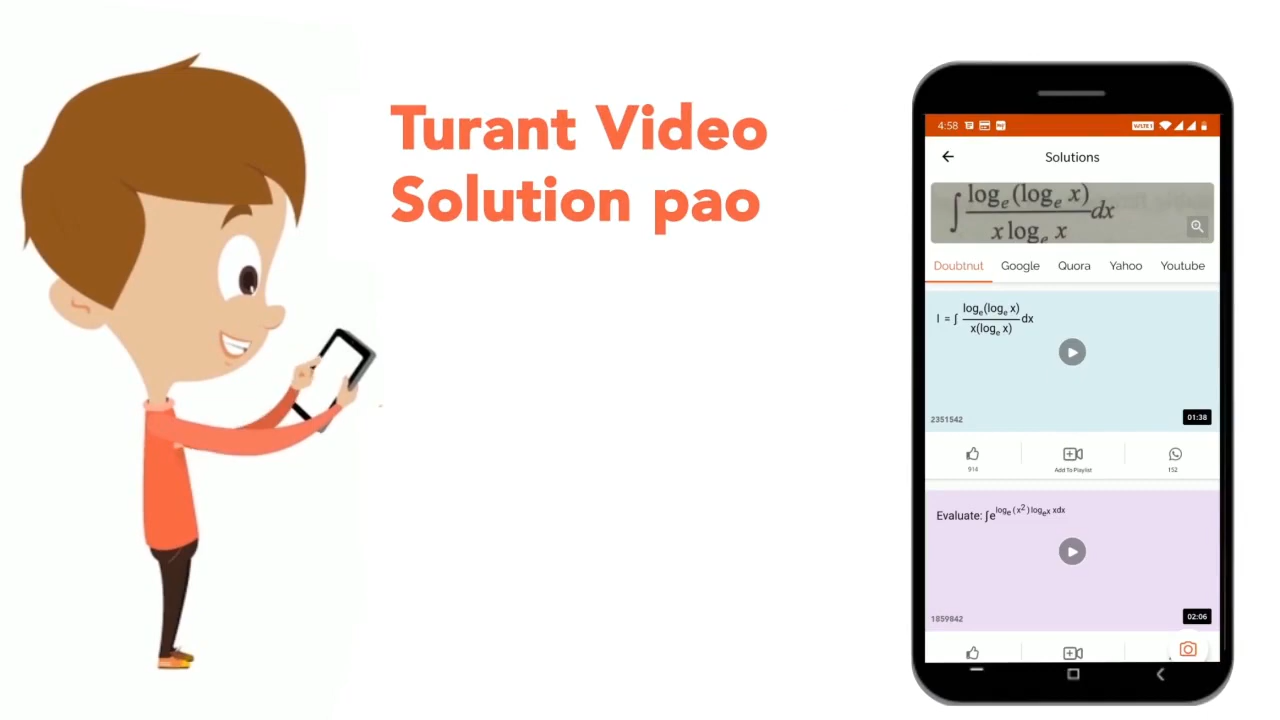 Turant Video
Solution pao
4:58
VoLTE1
Solutions
∫ logₑ(logₑ x) / x logₑ x dx
Doubtnut Google Quora Yahoo Youtube
I = ∫ logₑ(logₑ x) / x(logₑ x) dx
2351542 01:38
914 Add To Playlist 152
Evaluate: ∫e^logₑ(x²)logₑx xdx
1859842 02:06